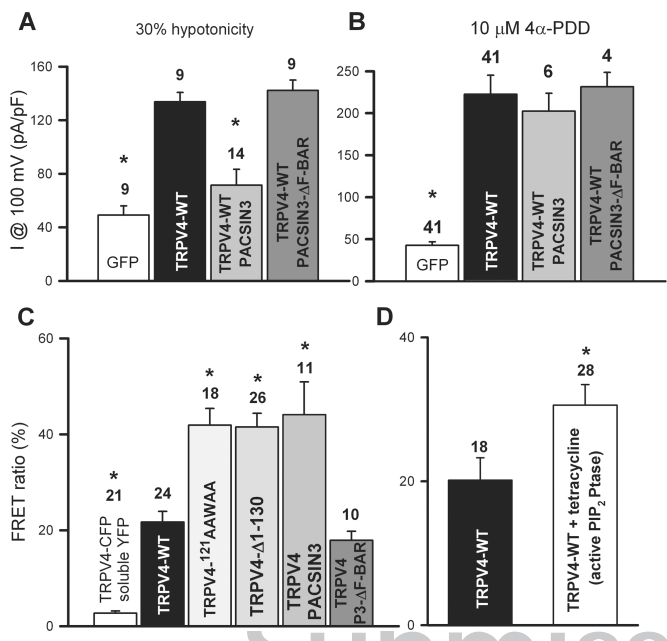 A
30% hypotonicity
I @ 100 mV (pA/pF)
160
120
80
40
0
*
9
GFP
9
TRPV4-WT
*
14
TRPV4-WT
PACSIN3
9
TRPV4-WT
PACSIN3-ΔF-BAR
B
10 μM 4α-PDD
250
200
150
100
50
0
*
41
GFP
41
TRPV4-WT
6
TRPV4-WT
PACSIN3
4
TRPV4-WT
PACSIN3-ΔF-BAR
C
FRET ratio (%)
60
40
20
0
*
21
TRPV4-CFP
soluble YFP
24
TRPV4-WT
*
18
TRPV4-¹²¹AAWAA
*
26
TRPV4-Δ1-130
*
11
TRPV4
PACSIN3
10
TRPV4
P3-ΔF-BAR
D
40
20
0
18
TRPV4-WT
*
28
TRPV4-WT + tetracycline
(active PIP₂ Ptase)